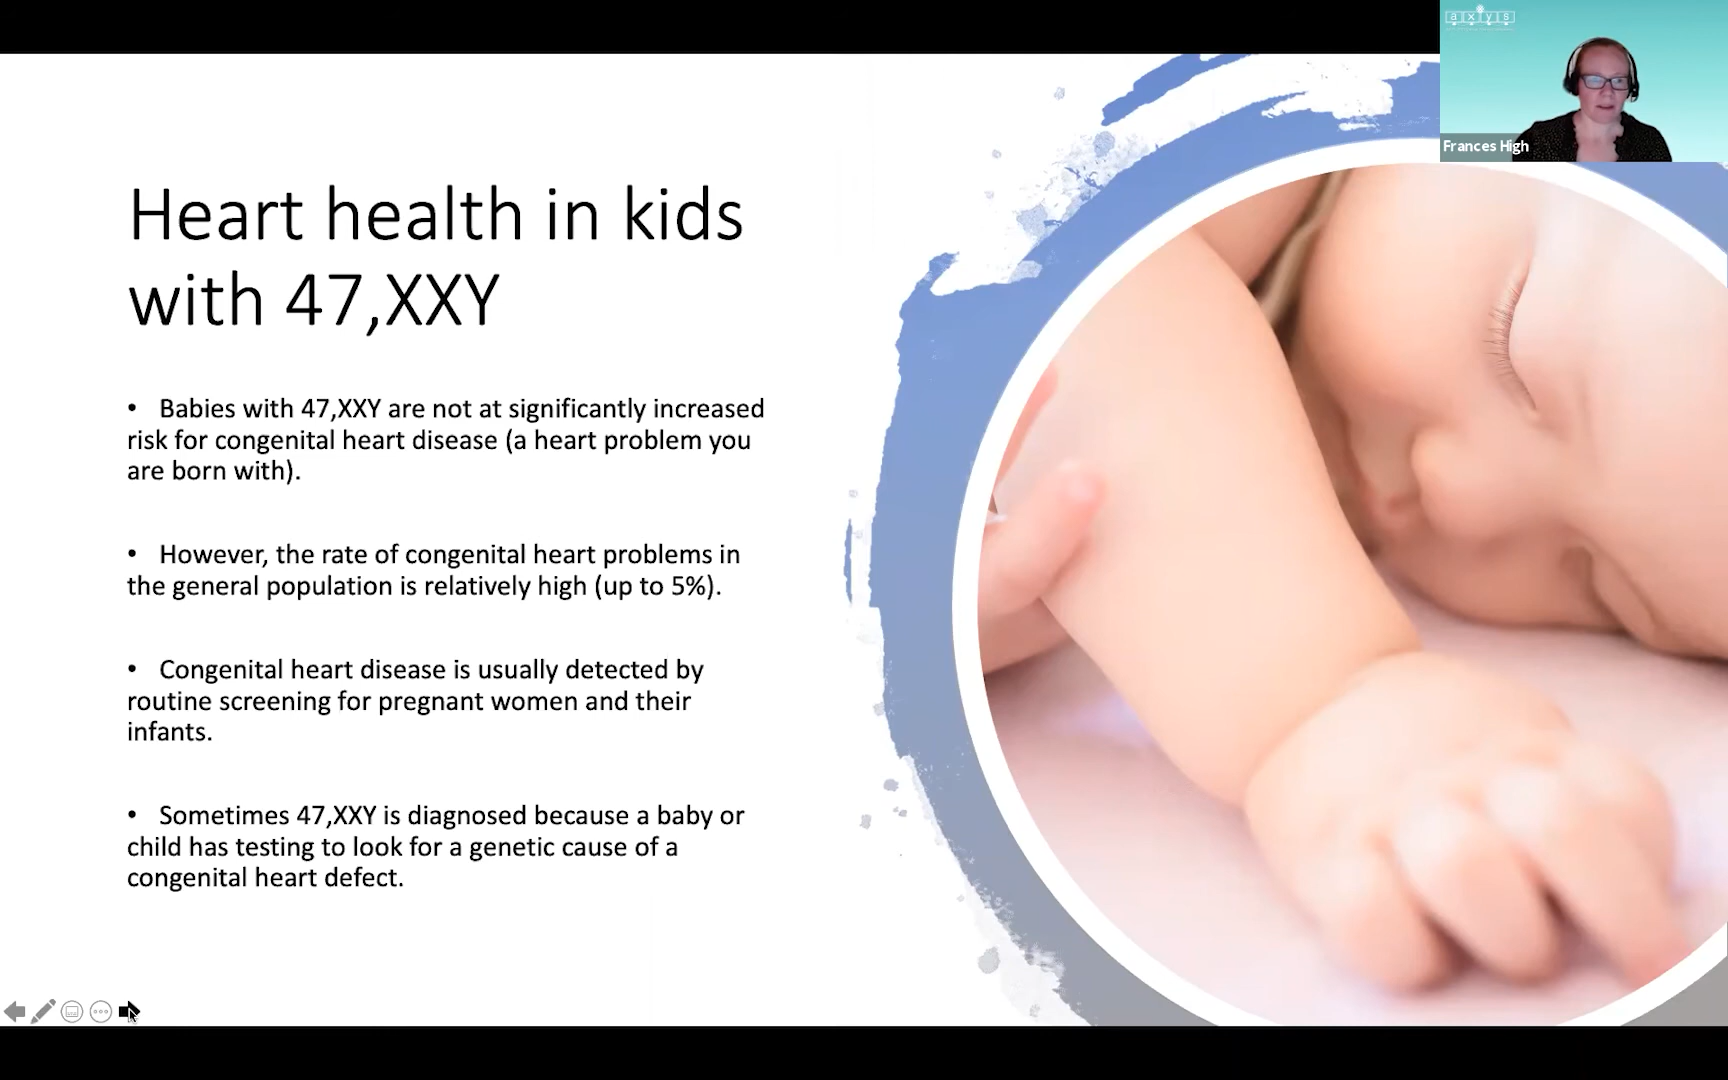 axys
Frances High
Heart health in kids
with 47,XXY
• Babies with 47,XXY are not at significantly increased
risk for congenital heart disease (a heart problem you
are born with).
• However, the rate of congenital heart problems in
the general population is relatively high (up to 5%).
• Congenital heart disease is usually detected by
routine screening for pregnant women and their
infants.
• Sometimes 47,XXY is diagnosed because a baby or
child has testing to look for a genetic cause of a
congenital heart defect.